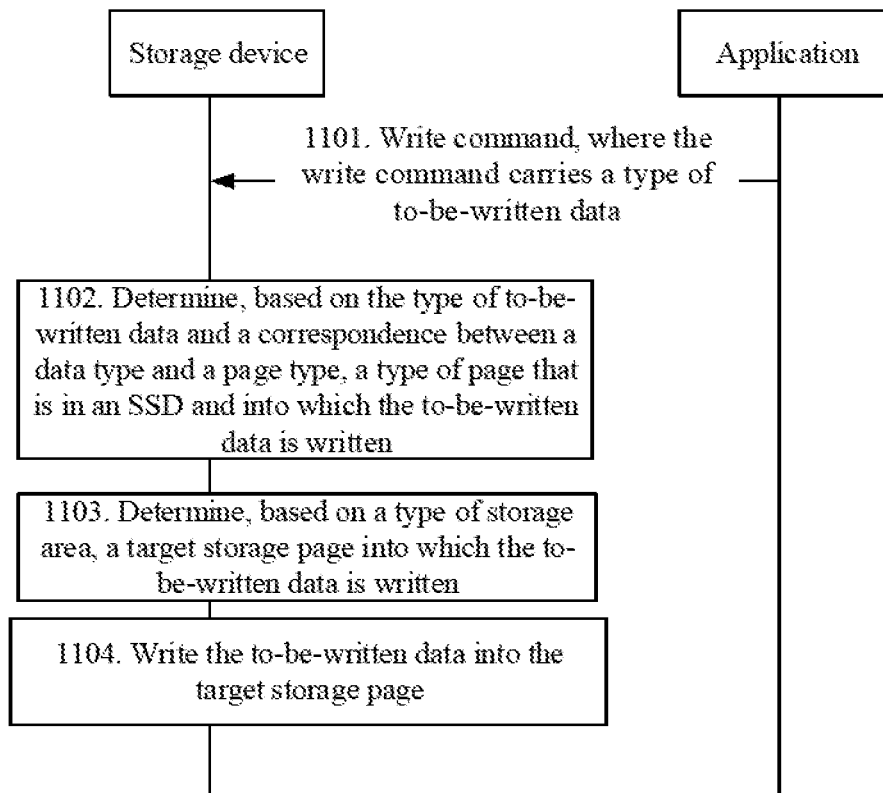 Storage device
Application
1101. Write command, where the
write command carries a type of
to-be-written data
1102. Determine, based on the type of to-be-
written data and a correspondence between a
data type and a page type, a type of page that
is in an SSD and into which the to-be-written
data is written
1103. Determine, based on a type of storage
area, a target storage page into which the to-
be-written data is written
1104. Write the to-be-written data into the
target storage page